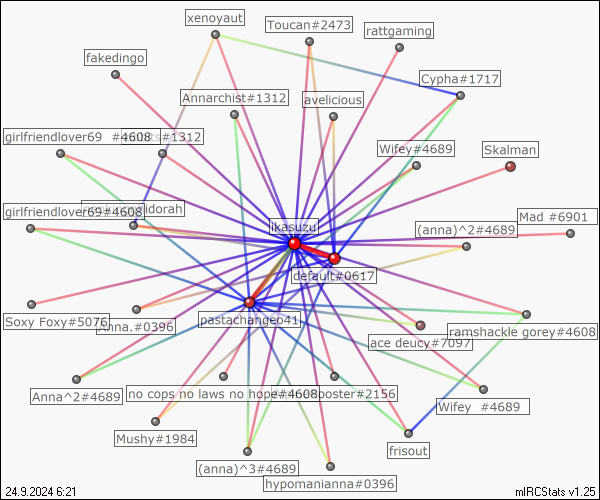 xenoyaut
Toucan#2473
rattgaming
fakedingo
Cypha#1717
Annarchist#1312
avelicious
girlfriendlover69 #4608
#1312
Wifey#4689
Skalman
girlfriendlover69#4608
dorah
ikasuzu
Mad #6901
(anna)^2#4689
default#0617
Soxy Foxy#5076
Anna.#0396
pastachangeo41
ramshackle gorey#4608
ace deucy#7097
Anna^2#4689
no cops no laws no hope#4608
poster#2156
Wifey #4689
Mushy#1984
frisout
(anna)^3#4689
hypomanianna#0396
24.9.2024 6:21
mIRCStats v1.25